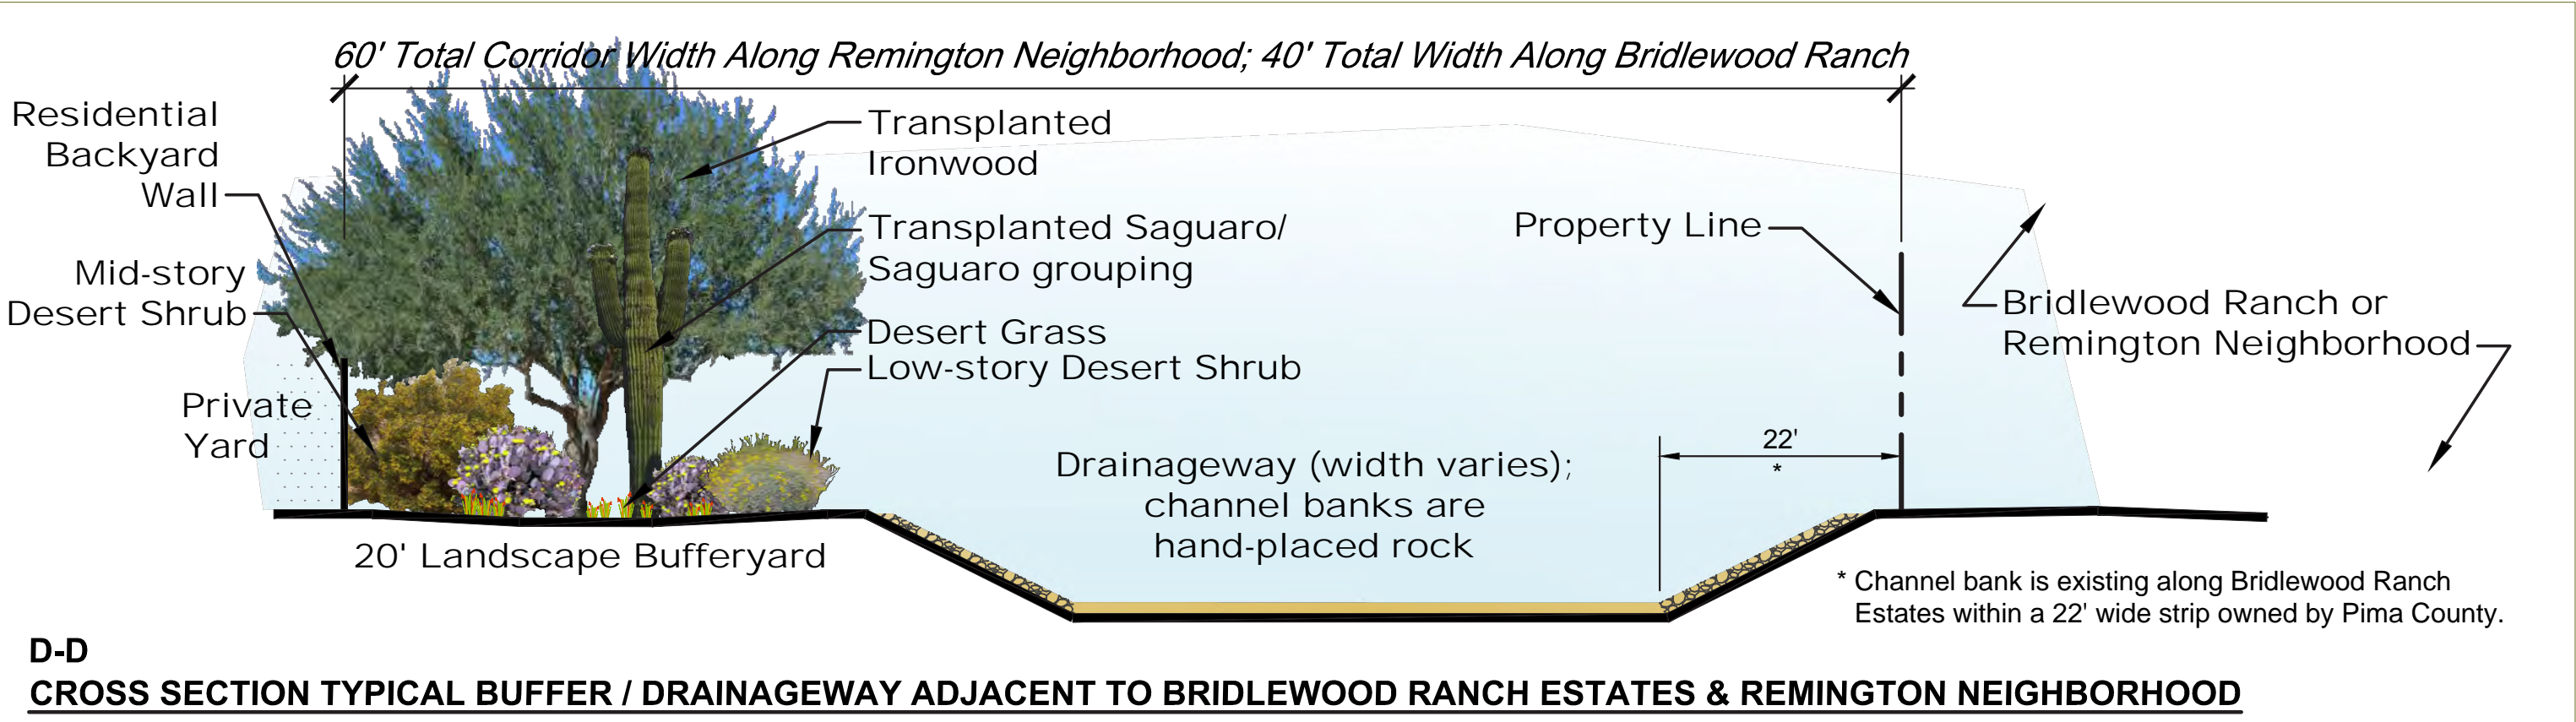 60' Total Corridor Width Along Remington Neighborhood; 40' Total Width Along Bridlewood Ranch
Residential
Backyard
Wall
Mid-story
Desert Shrub
Private
Yard
Transplanted
Ironwood
Transplanted Saguaro/
Saguaro grouping
Desert Grass
Low-story Desert Shrub
Property Line
Bridlewood Ranch or
Remington Neighborhood
22'
*
Drainageway (width varies);
channel banks are
hand-placed rock
20' Landscape Bufferyard
* Channel bank is existing along Bridlewood Ranch
Estates within a 22' wide strip owned by Pima County.
D-D
CROSS SECTION TYPICAL BUFFER / DRAINAGEWAY ADJACENT TO BRIDLEWOOD RANCH ESTATES & REMINGTON NEIGHBORHOOD